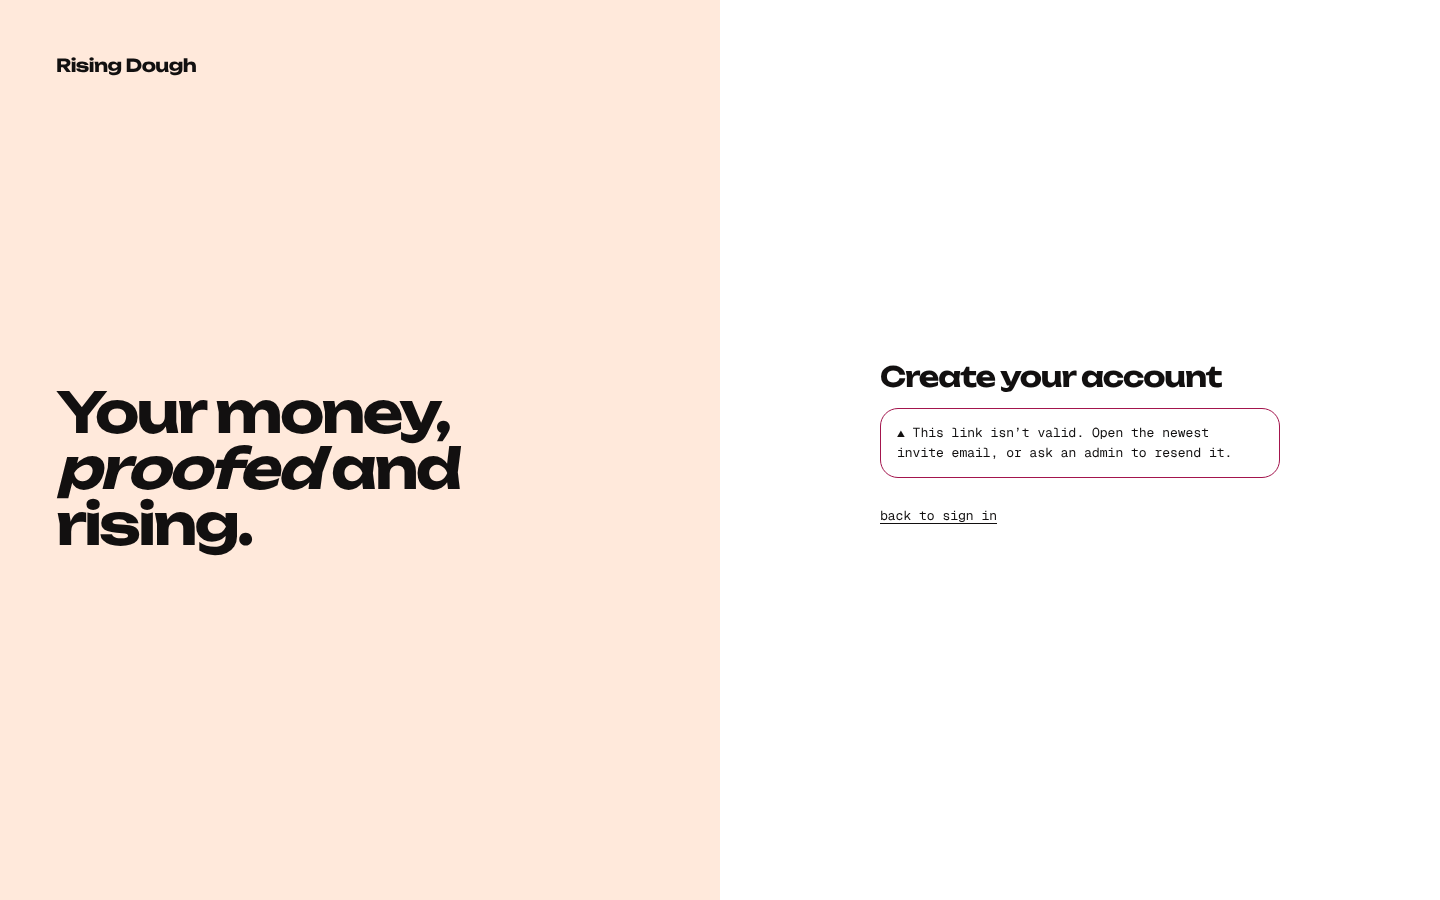 Rising Dough
Your money,
proofed and
rising.
Create your account
▲ This link isn’t valid. Open the newest
invite email, or ask an admin to resend it.
back to sign in